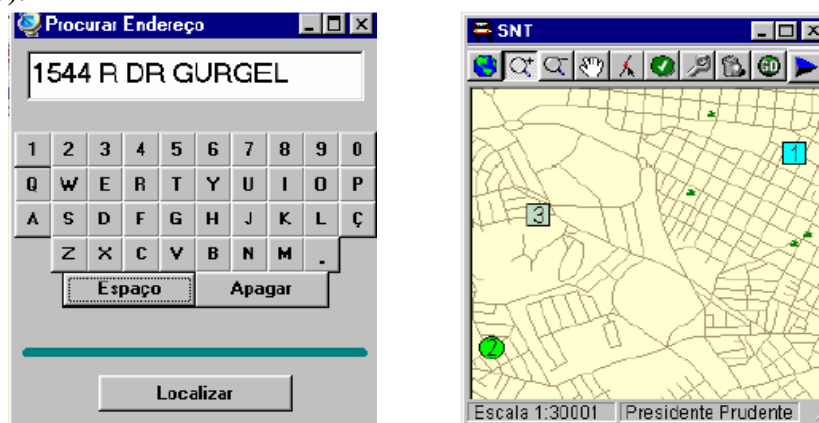 Procurar Endereço
1544 R DR GURGEL
1 2 3 4 5 6 7 8 9 0
Q W E R T Y U I O P
A S D F G H J K L Ç
Z X C V B N M .
Espaço Apagar
Localizar
SNT
GO
1
3
2
Escala 1:30001 Presidente Prudente